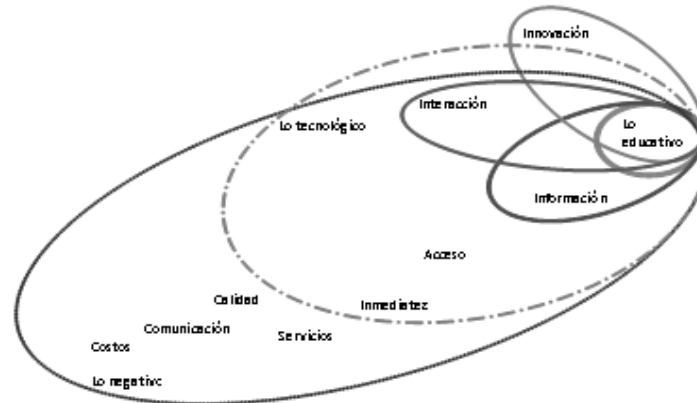 Innovación
Interacción
Lo tecnológico
Lo
educativo
Información
Acceso
Calidad
Inmediatez
Comunicación
Servicios
Costos
Lo negativo